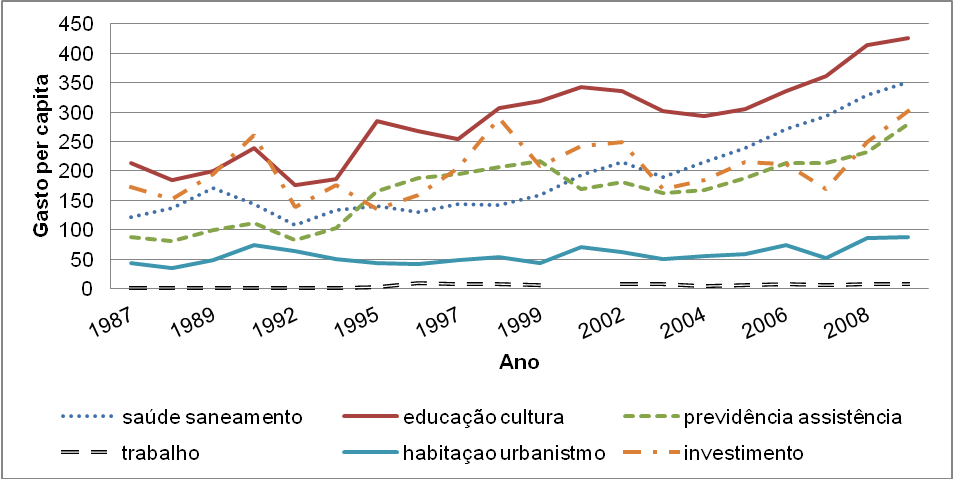 450
400
350
300
250
200
150
100
50
0
Gasto per capita
1987 1989 1992 1995 1997 1999 2002 2004 2006 2008
Ano
saúde saneamento educação cultura previdência assistência
trabalho habitaçao urbanistmo investimento